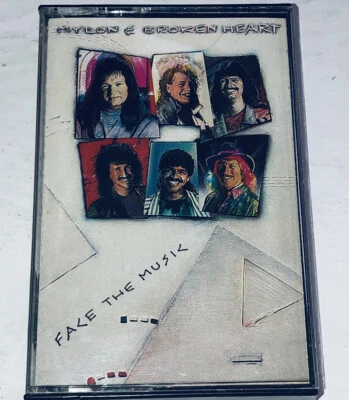 MYLON & BROKEN HEART
FACE THE MUSIC